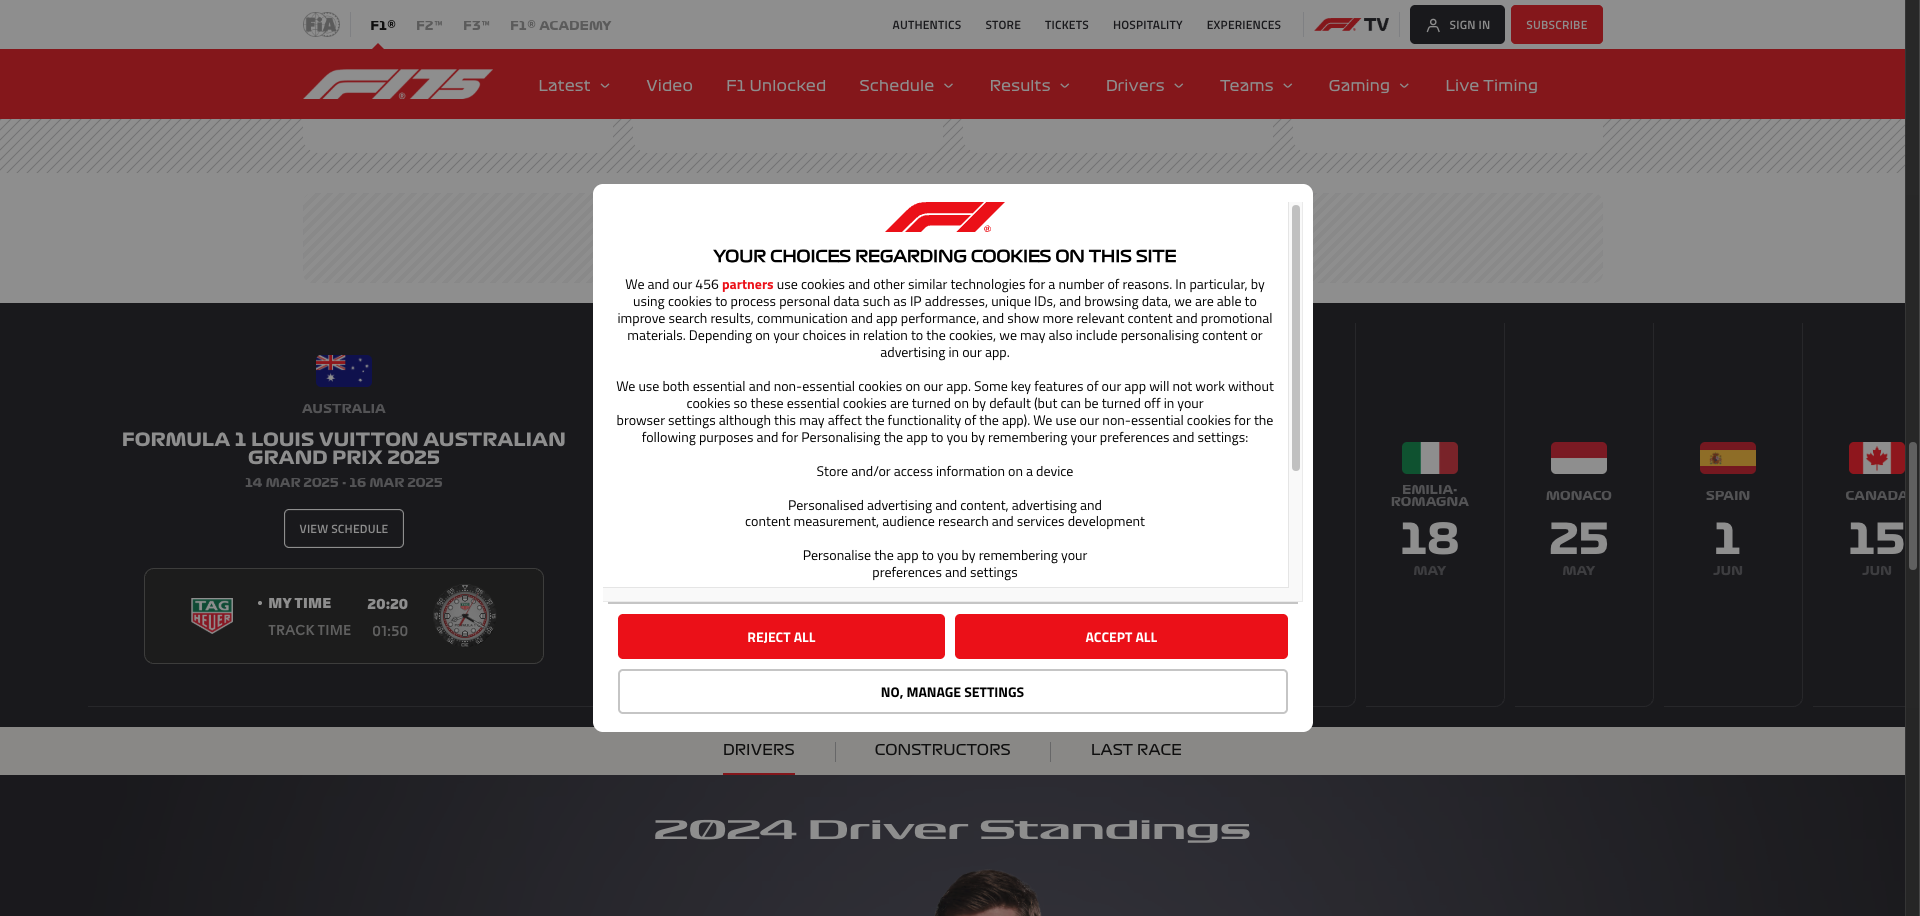 FiA F1® F2™ F3™ F1® ACADEMY AUTHENTICS STORE TICKETS HOSPITALITY EXPERIENCES F1 TV SIGN IN SUBSCRIBE
F1 75 Latest Video F1 Unlocked Schedule Results Drivers Teams Gaming Live Timing
F1®
YOUR CHOICES REGARDING COOKIES ON THIS SITE
We and our 456 partners use cookies and other similar technologies for a number of reasons. In particular, by
using cookies to process personal data such as IP addresses, unique IDs, and browsing data, we are able to
improve search results, communication and app performance, and show more relevant content and promotional
materials. Depending on your choices in relation to the cookies, we may also include personalising content or
advertising in our app.
We use both essential and non-essential cookies on our app. Some key features of our app will not work without
cookies so these essential cookies are turned on by default (but can be turned off in your
browser settings although this may affect the functionality of the app). We use our non-essential cookies for the
following purposes and for Personalising the app to you by remembering your preferences and settings:
Store and/or access information on a device
Personalised advertising and content, advertising and
content measurement, audience research and services development
Personalise the app to you by remembering your
preferences and settings
REJECT ALL
ACCEPT ALL
NO, MANAGE SETTINGS
AUSTRALIA
FORMULA 1 LOUIS VUITTON AUSTRALIAN
GRAND PRIX 2025
14 MAR 2025 - 16 MAR 2025
VIEW SCHEDULE
TAG
HEUER
• MY TIME 20:20
TRACK TIME 01:50
EMILIA-
ROMAGNA
18
MAY
MONACO
25
MAY
SPAIN
1
JUN
CANADA
15
JUN
DRIVERS CONSTRUCTORS LAST RACE
2024 Driver Standings